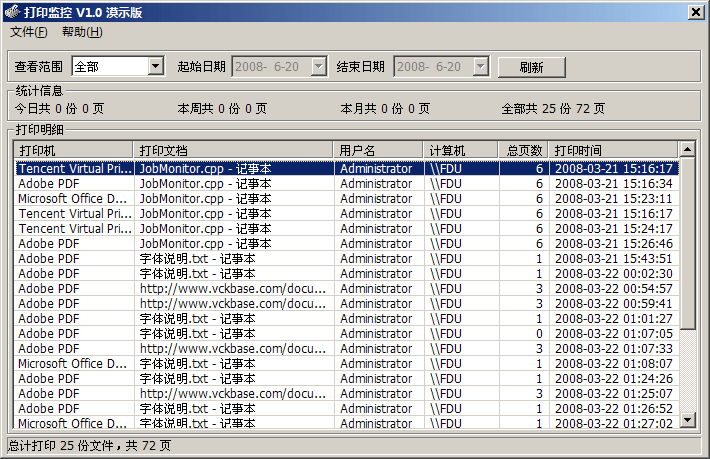 打印监控 V1.0 演示版
文件(F) 帮助(H)
查看范围 全部 起始日期 2008- 6-20 结束日期 2008- 6-20 刷新
统计信息
今日共 0 份 0 页 本周共 0 份 0 页 本月共 0 份 0 页 全部共 25 份 72 页
打印明细
打印机 打印文档 用户名 计算机 总页数 打印时间
Tencent Virtual Pri... JobMonitor.cpp - 记事本 Administrator \\FDU 6 2008-03-21 15:16:17
Adobe PDF JobMonitor.cpp - 记事本 Administrator \\FDU 6 2008-03-21 15:16:34
Microsoft Office D... JobMonitor.cpp - 记事本 Administrator \\FDU 6 2008-03-21 15:23:11
Tencent Virtual Pri... JobMonitor.cpp - 记事本 Administrator \\FDU 6 2008-03-21 15:16:17
Tencent Virtual Pri... JobMonitor.cpp - 记事本 Administrator \\FDU 6 2008-03-21 15:24:17
Adobe PDF JobMonitor.cpp - 记事本 Administrator \\FDU 6 2008-03-21 15:26:46
Adobe PDF 字体说明.txt - 记事本 Administrator \\FDU 1 2008-03-21 15:43:51
Adobe PDF 字体说明.txt - 记事本 Administrator \\FDU 1 2008-03-22 00:02:30
Adobe PDF http://www.vckbase.com/docu... Administrator \\FDU 3 2008-03-22 00:54:57
Adobe PDF http://www.vckbase.com/docu... Administrator \\FDU 3 2008-03-22 00:59:41
Adobe PDF 字体说明.txt - 记事本 Administrator \\FDU 1 2008-03-22 01:01:27
Adobe PDF 字体说明.txt - 记事本 Administrator \\FDU 0 2008-03-22 01:07:05
Adobe PDF http://www.vckbase.com/docu... Administrator \\FDU 3 2008-03-22 01:07:33
Microsoft Office D... 字体说明.txt - 记事本 Administrator \\FDU 1 2008-03-22 01:08:07
Adobe PDF 字体说明.txt - 记事本 Administrator \\FDU 1 2008-03-22 01:24:26
Adobe PDF http://www.vckbase.com/docu... Administrator \\FDU 3 2008-03-22 01:25:07
Adobe PDF 字体说明.txt - 记事本 Administrator \\FDU 1 2008-03-22 01:26:52
Microsoft Office D... 字体说明.txt - 记事本 Administrator \\FDU 1 2008-03-22 01:27:02
总计打印 25 份文件，共 72 页